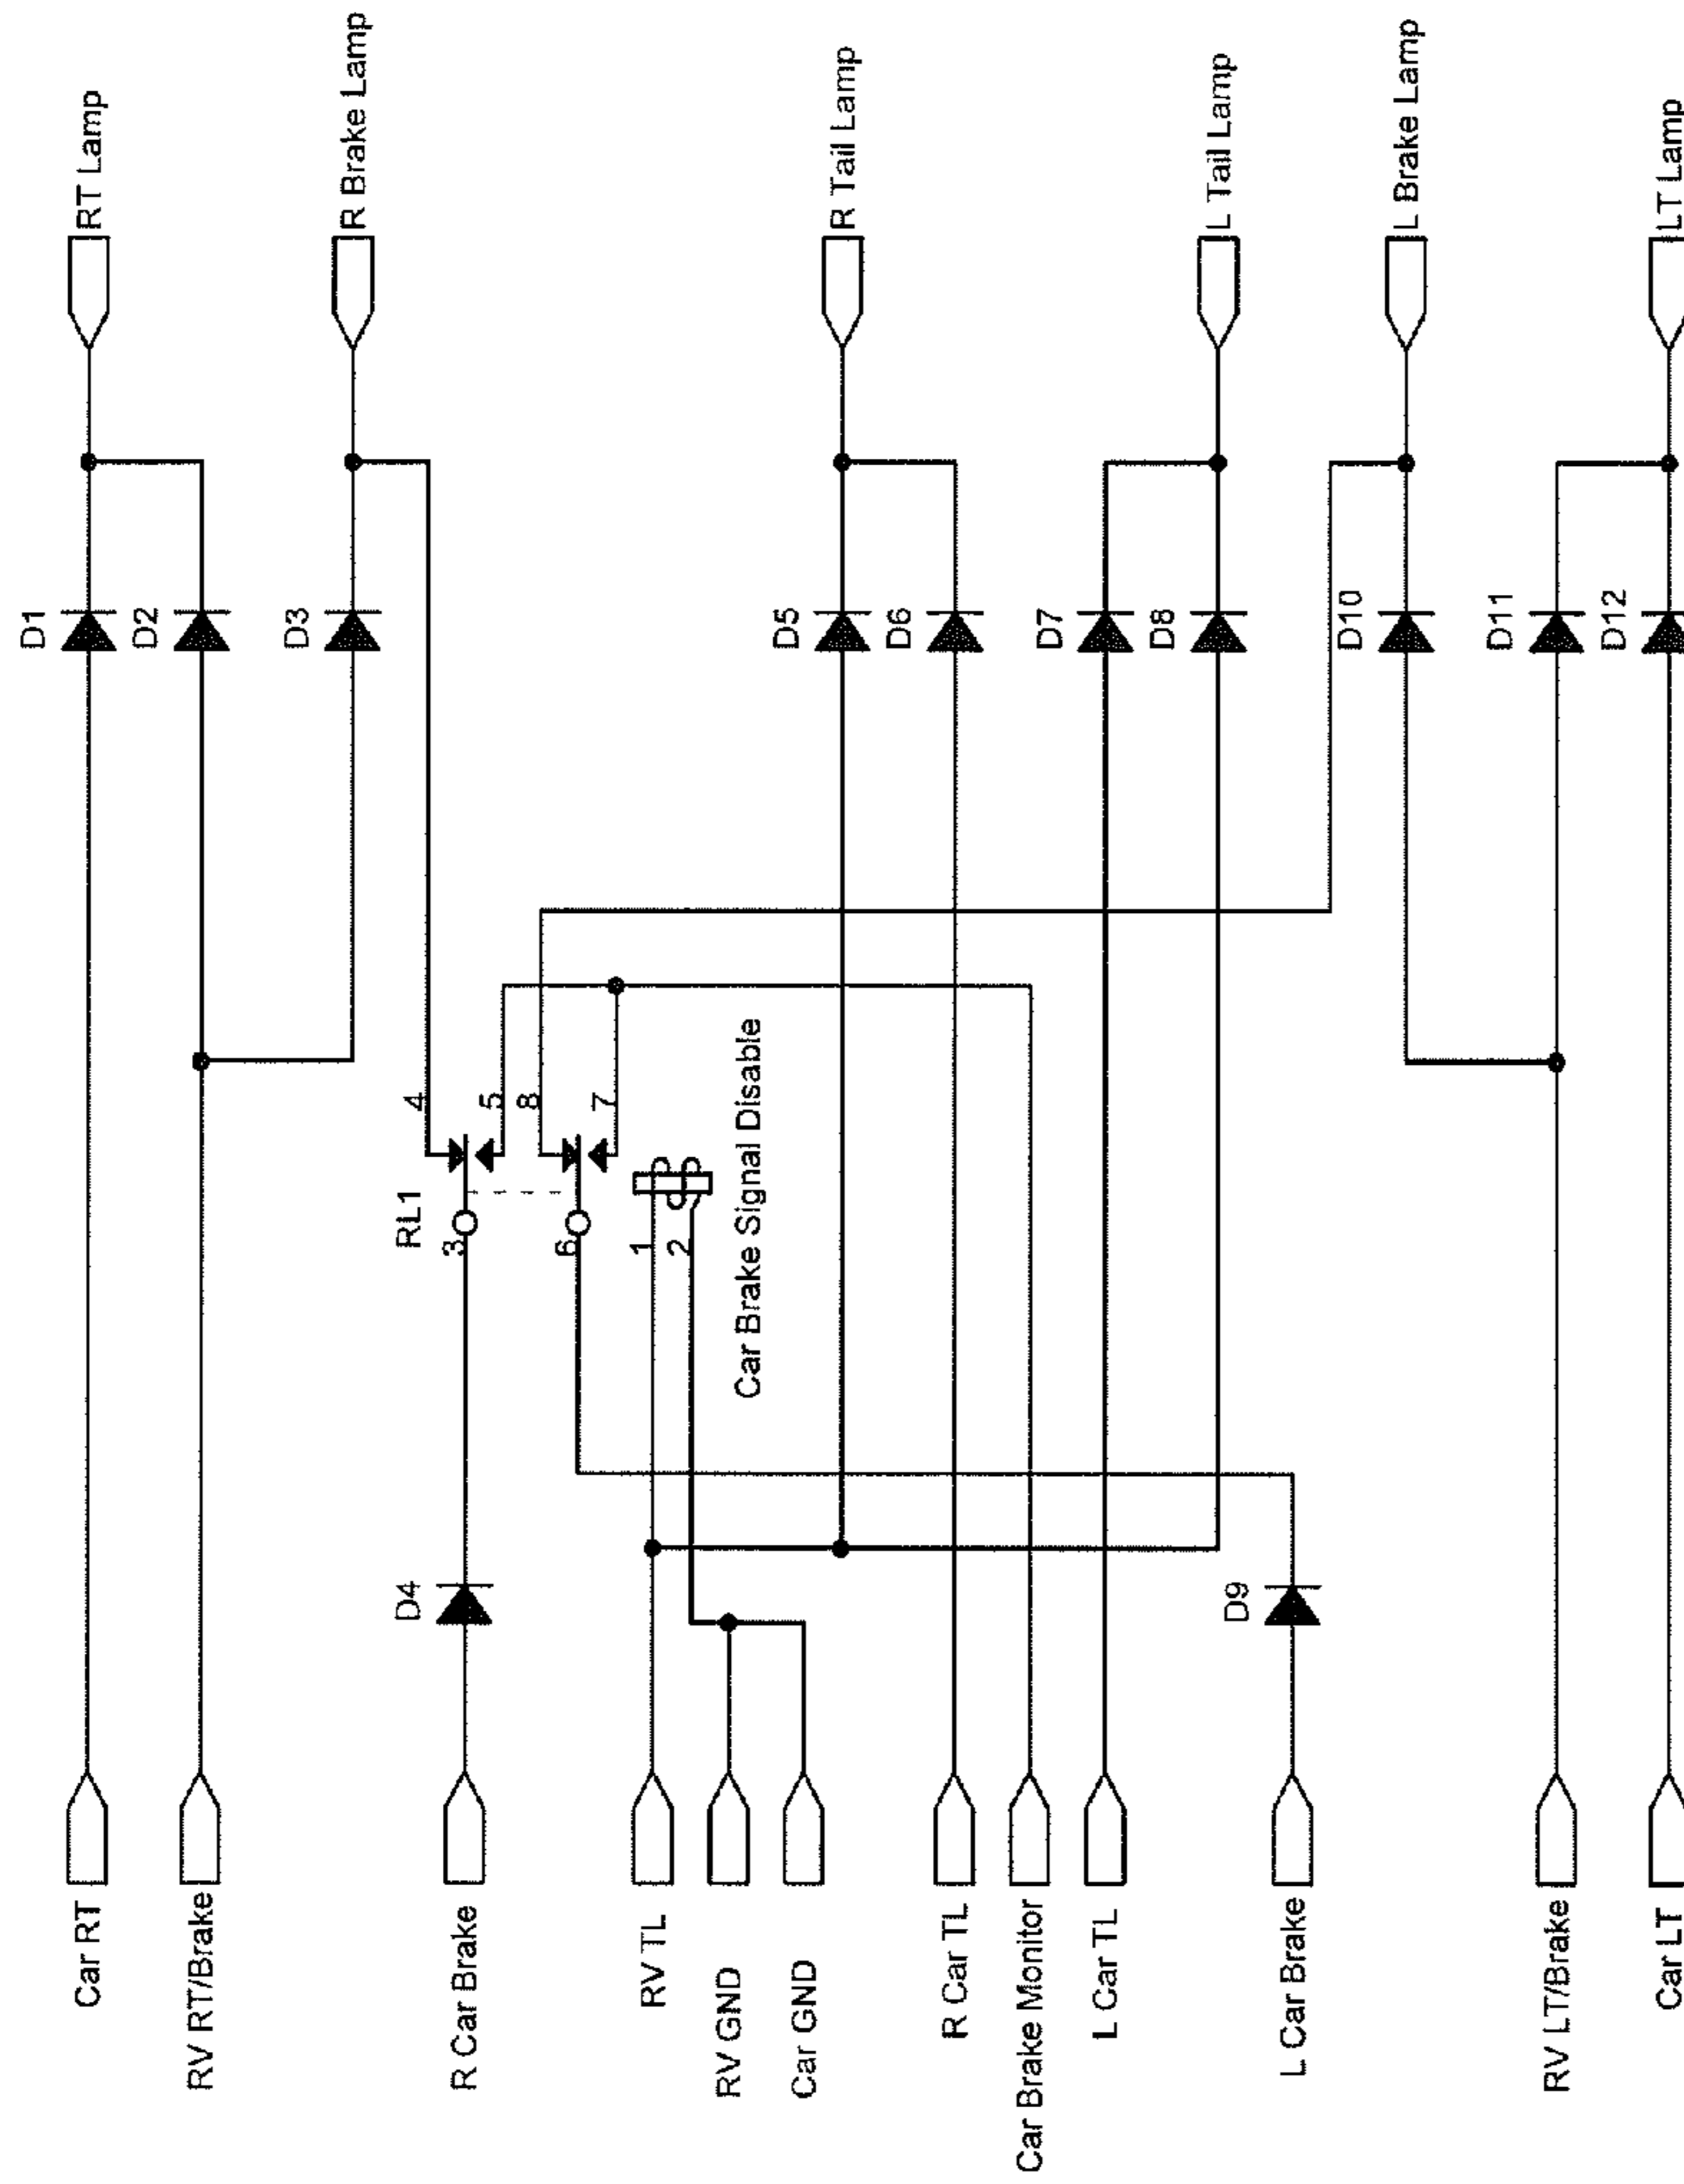 RT Lamp
R Brake Lamp
R Tail Lamp
L Tail Lamp
L Brake Lamp
LT Lamp
D1
D2
D3
D5
D6
D7
D8
D10
D11
D12
4
5
8
7
RL1
3
6
1
2
Car Brake Signal Disable
D4
D9
Car RT
RV RT/Brake
R Car Brake
RV TL
RV GND
Car GND
R Car TL
Car Brake Monitor
L Car TL
L Car Brake
RV LT/Brake
Car LT